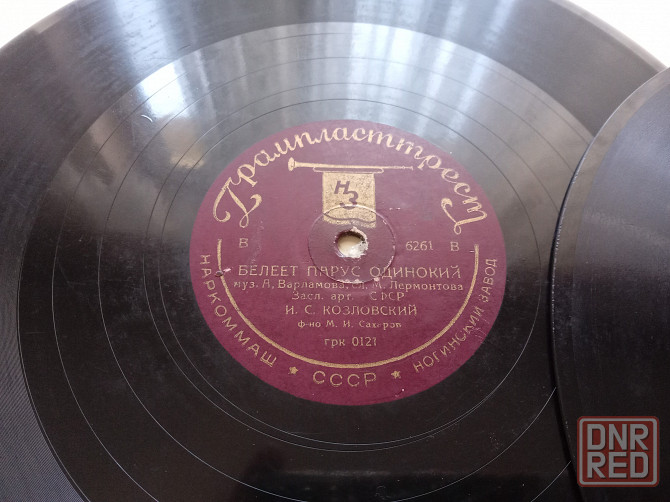 Грампласттрест
НЗ
В 6261 В
БЕЛЕЕТ ПАРУС ОДИНОКИЙ
муз. А. Варламова, сл. М. Лермонтова
Засл. арт. РСФСР
И. С. КОЗЛОВСКИЙ
ф-но М. И. Сахаров
грк 0121
НАРКОММАШ ★ СССР ★ НОГИНСКИЙ ЗАВОД
DNR
RED